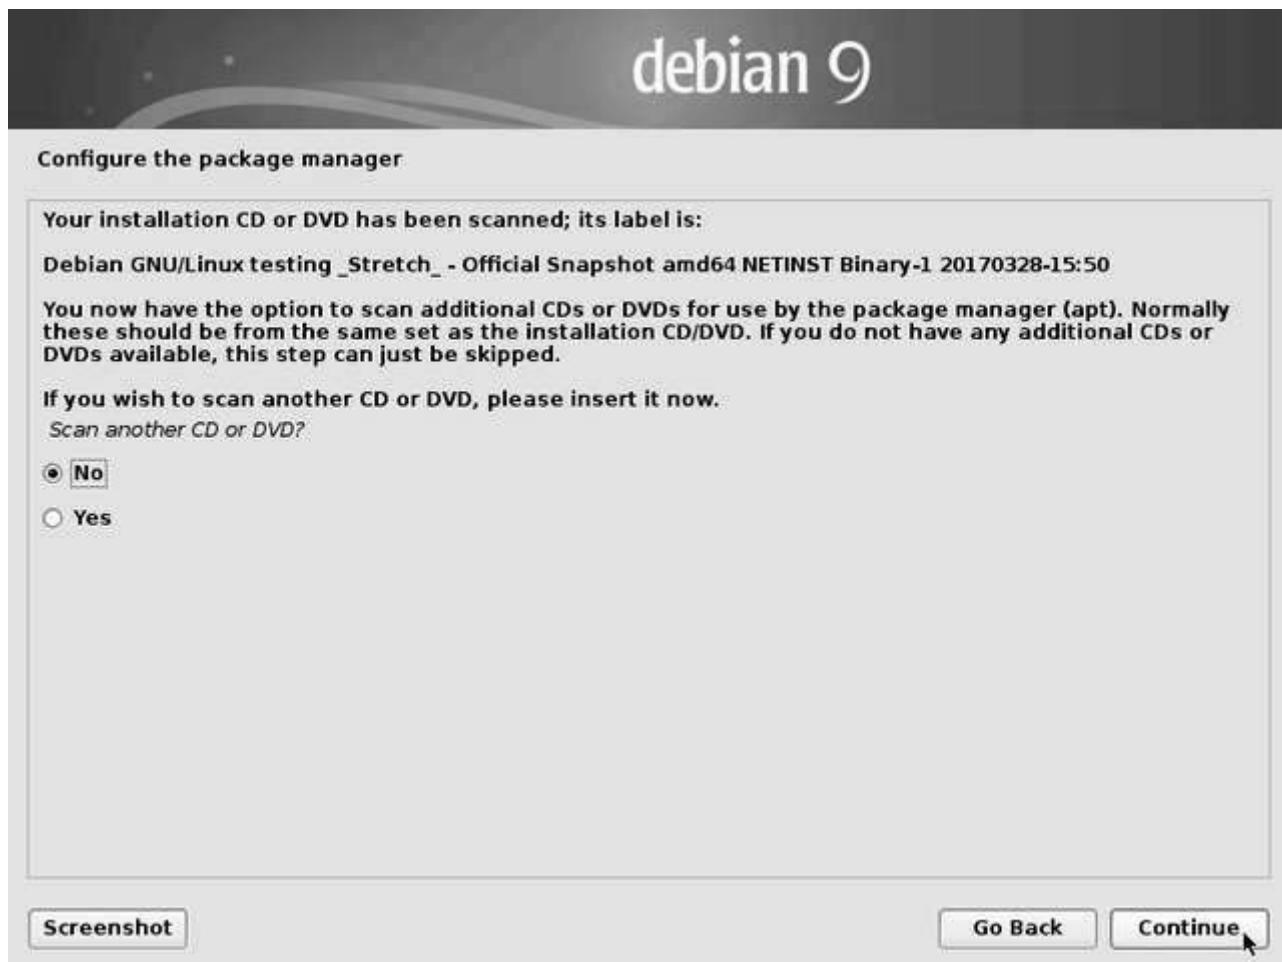 debian 9
Configure the package manager
Your installation CD or DVD has been scanned; its label is:
Debian GNU/Linux testing _Stretch_ - Official Snapshot amd64 NETINST Binary-1 20170328-15:50
You now have the option to scan additional CDs or DVDs for use by the package manager (apt). Normally
these should be from the same set as the installation CD/DVD. If you do not have any additional CDs or
DVDs available, this step can just be skipped.
If you wish to scan another CD or DVD, please insert it now.
Scan another CD or DVD?
No
Yes
Screenshot
Go Back
Continue